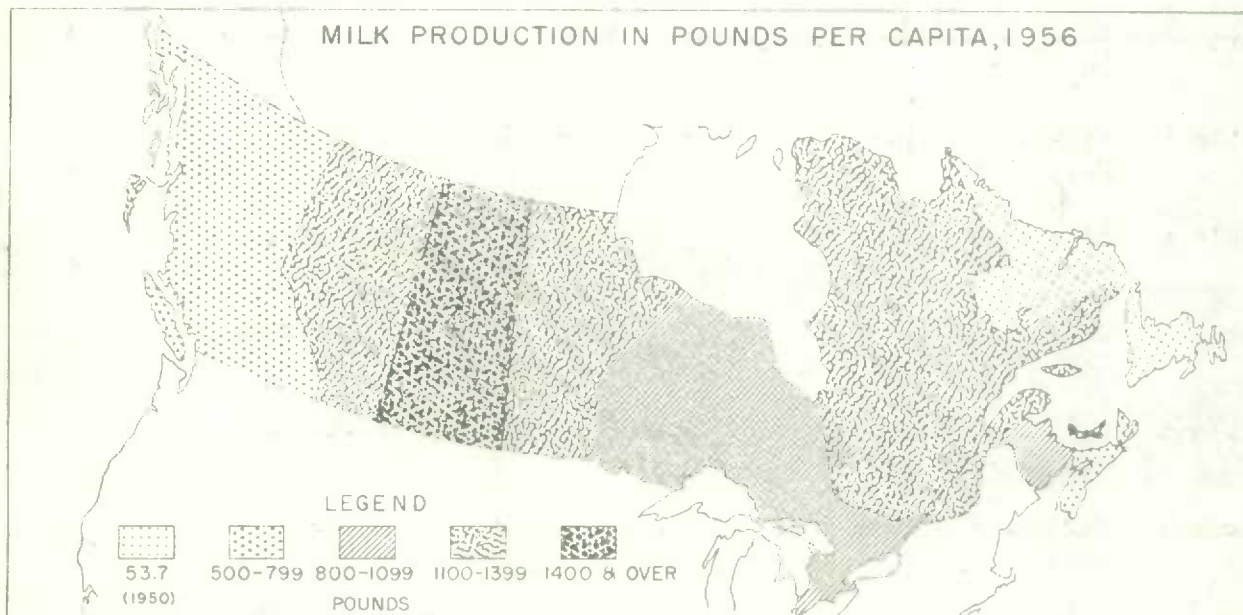 MILK PRODUCTION IN POUNDS PER CAPITA, 1956
LEGEND
53.7 500-799 800-1099 1100-1399 1400 & OVER
(1950) POUNDS